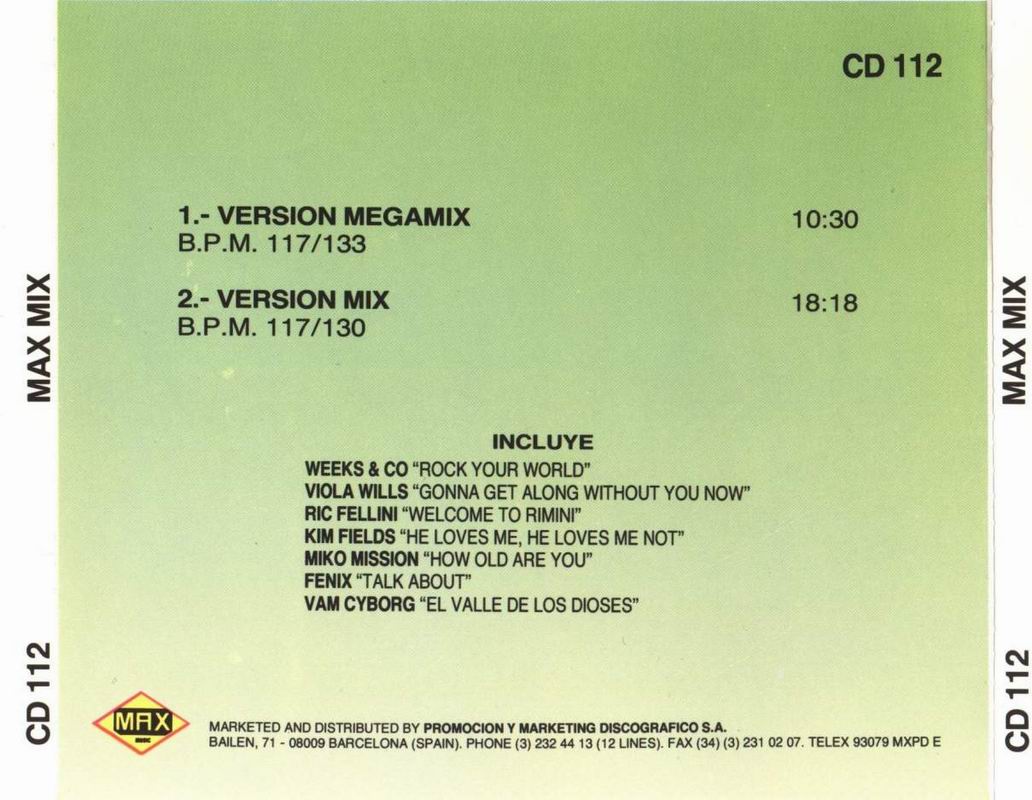 CD 112
1.- VERSION MEGAMIX 10:30
B.P.M. 117/133
2.- VERSION MIX 18:18
B.P.M. 117/130
INCLUYE
WEEKS & CO “ROCK YOUR WORLD”
VIOLA WILLS “GONNA GET ALONG WITHOUT YOU NOW”
RIC FELLINI “WELCOME TO RIMINI”
KIM FIELDS “HE LOVES ME, HE LOVES ME NOT”
MIKO MISSION “HOW OLD ARE YOU”
FENIX “TALK ABOUT”
VAM CYBORG “EL VALLE DE LOS DIOSES”
MAX
MUSIC
MARKETED AND DISTRIBUTED BY PROMOCION Y MARKETING DISCOGRAFICO S.A.
BAILEN, 71 - 08009 BARCELONA (SPAIN). PHONE (3) 232 44 13 (12 LINES). FAX (34) (3) 231 02 07. TELEX 93079 MXPD E
MAX MIX
CD 112
MAX MIX
CD 112